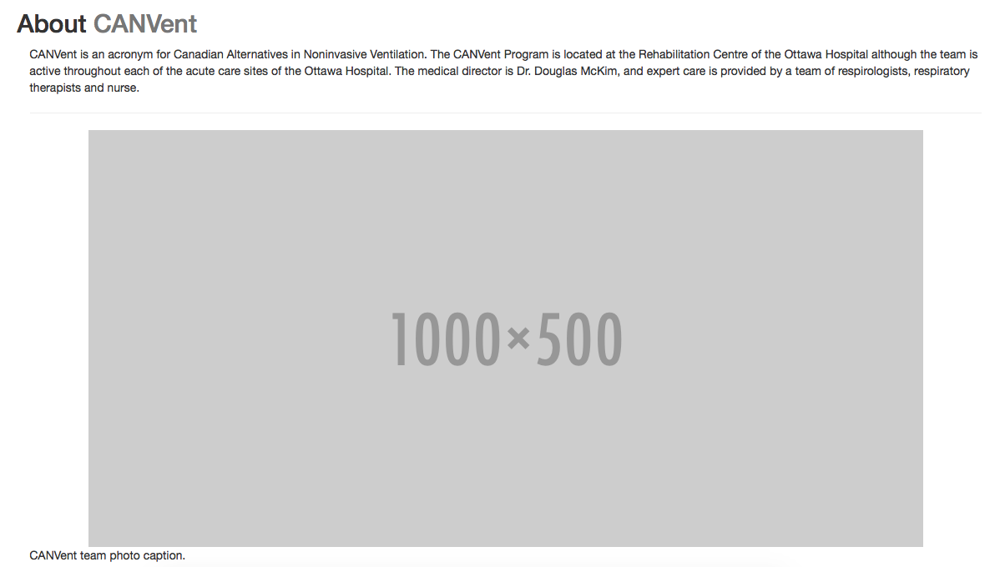 About CANVent
CANVent is an acronym for Canadian Alternatives in Noninvasive Ventilation. The CANVent Program is located at the Rehabilitation Centre of the Ottawa Hospital although the team is
active throughout each of the acute care sites of the Ottawa Hospital. The medical director is Dr. Douglas McKim, and expert care is provided by a team of respirologists, respiratory
therapists and nurse.
1000×500
CANVent team photo caption.